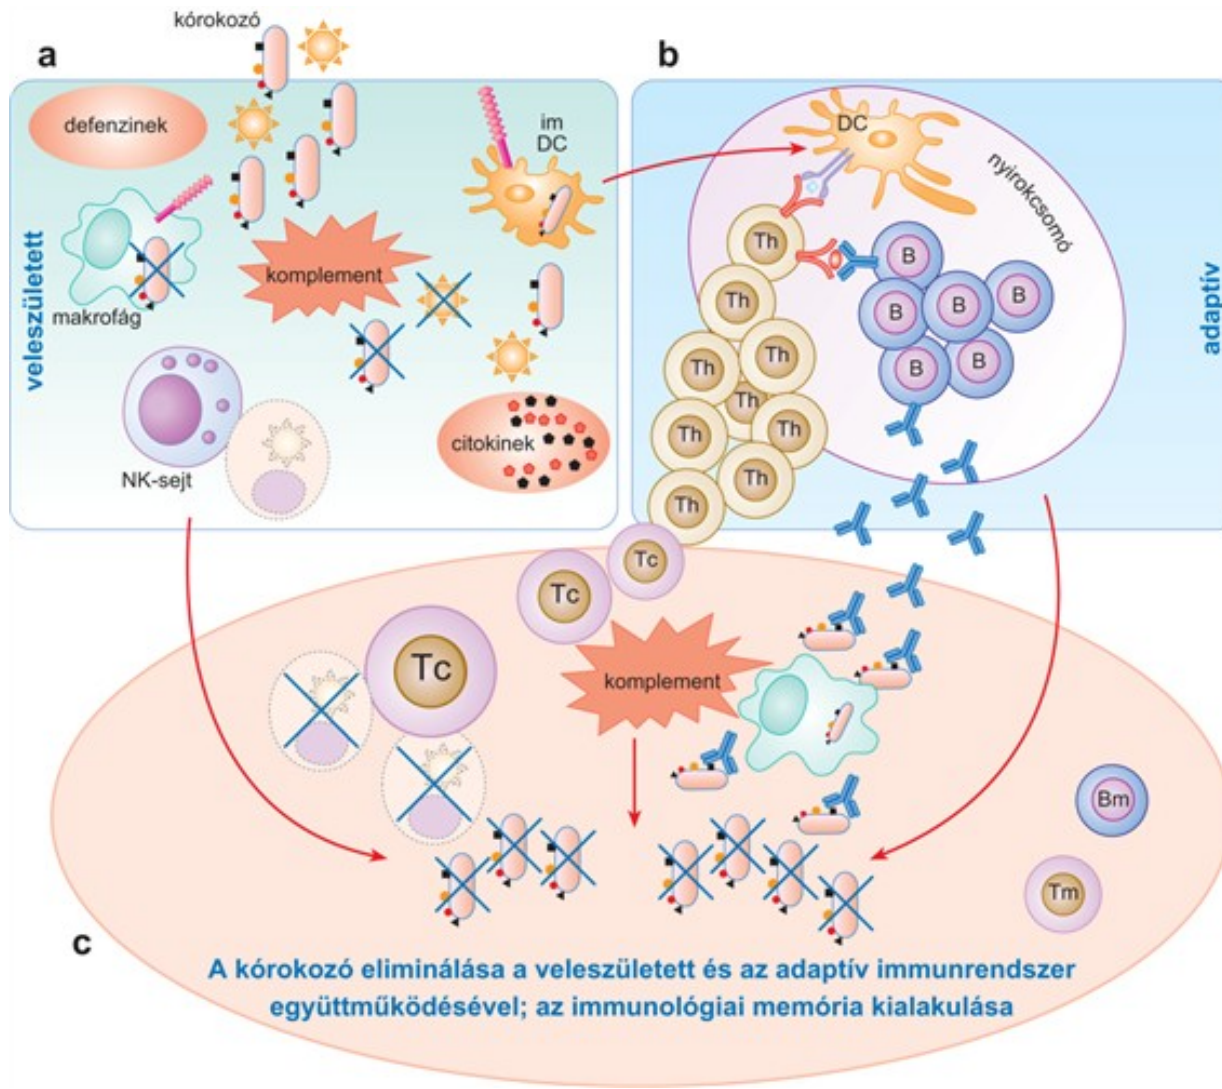 a
kórokozó
defenzinek
im
DC
makrofág
komplement
veleszületett
NK-sejt
citokinek
b
DC
nyirokcsomó
adaptív
Th
Th
Th
Th
Th
Th
Th
Th
Th
B
B
B
B
B
B
Tc
Tc
Tc
komplement
Bm
Tm
c
A kórokozó eliminálása a veleszületett és az adaptív immunrendszer
együttműködésével; az immunológiai memória kialakulása